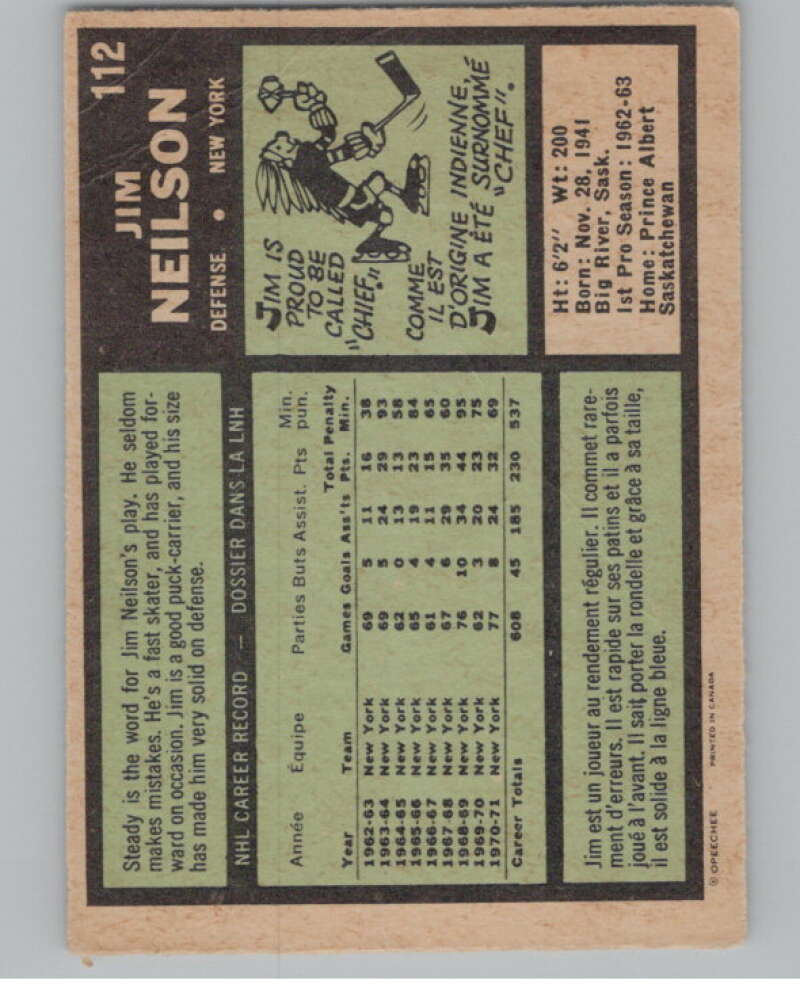 Steady is the word for Jim Neilson's play. He seldom
makes mistakes. He's a fast skater, and has played for-
ward on occasion. Jim is a good puck-carrier, and his size
has made him very solid on defense.
JIM
NEILSON
112
DEFENSE • NEW YORK
NHL CAREER RECORD — DOSSIER DANS LA LNH
Année Équipe Parties Buts Assist. Pts Min. pun.
Year Team Games Goals Ass'ts Total Pts. Penalty Min.
1962-63 New York 69 5 11 16 38
1963-64 New York 69 5 24 29 93
1964-65 New York 62 0 13 13 58
1965-66 New York 65 4 19 23 84
1966-67 New York 61 4 11 15 65
1967-68 New York 67 6 29 35 60
1968-69 New York 76 10 34 44 95
1969-70 New York 62 3 20 23 75
1970-71 New York 77 8 24 32 69
Career Totals 608 45 185 230 537
JIM IS
PROUD
TO BE
CALLED
"CHIEF."
COMME
IL EST
D'ORIGINE INDIENNE,
JIM A ÉTÉ SURNOMMÉ
"CHEF".
Jim est un joueur au rendement régulier. Il commet rare-
ment d'erreurs. Il est rapide sur ses patins et il a parfois
joué à l'avant. Il sait porter la rondelle et grâce à sa taille,
il est solide à la ligne bleue.
Ht: 6'2" Wt: 200
Born: Nov. 28, 1941
Big River, Sask.
1st Pro Season: 1962-63
Home: Prince Albert
Saskatchewan
© OPEECHEE PRINTED IN CANADA